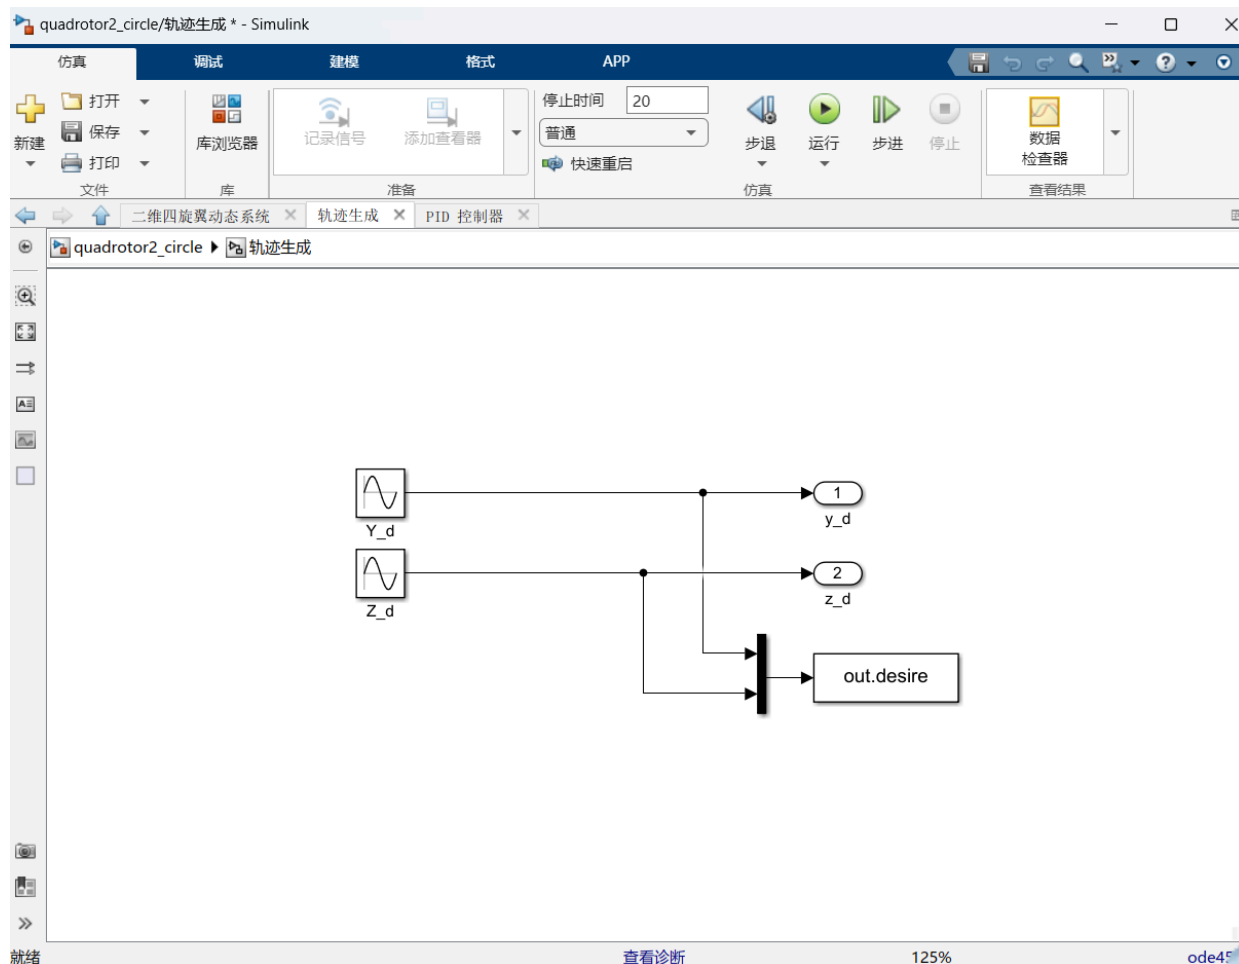 quadrotor2_circle/轨迹生成 * - Simulink
仿真 调试 建模 格式 APP
新建
打开
保存
打印
文件
库浏览器
库
记录信号
添加查看器
准备
停止时间 20
普通
快速重启
步退
运行
步进
停止
仿真
数据
检查器
查看结果
二维四旋翼动态系统 轨迹生成 PID 控制器
quadrotor2_circle 轨迹生成
Y_d
1
y_d
Z_d
2
z_d
out.desire
就绪 查看诊断 125% ode45